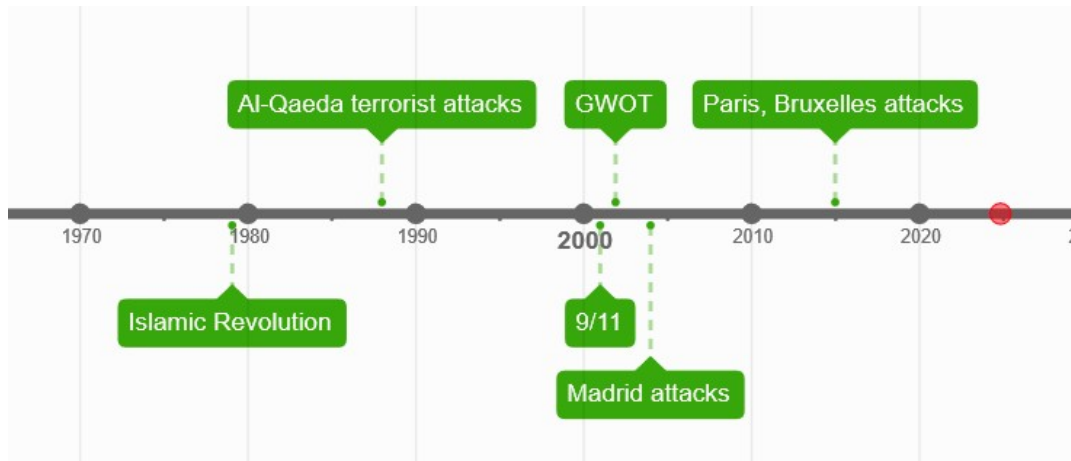 Al-Qaeda terrorist attacks
GWOT
Paris, Bruxelles attacks
1970
1980
1990
2000
2010
2020
Islamic Revolution
9/11
Madrid attacks